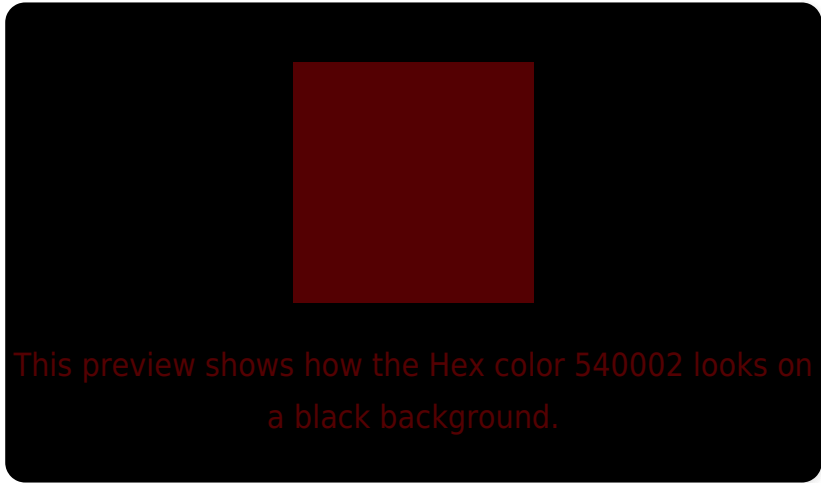 This preview shows how the Hex color 540002 looks on
a black background.